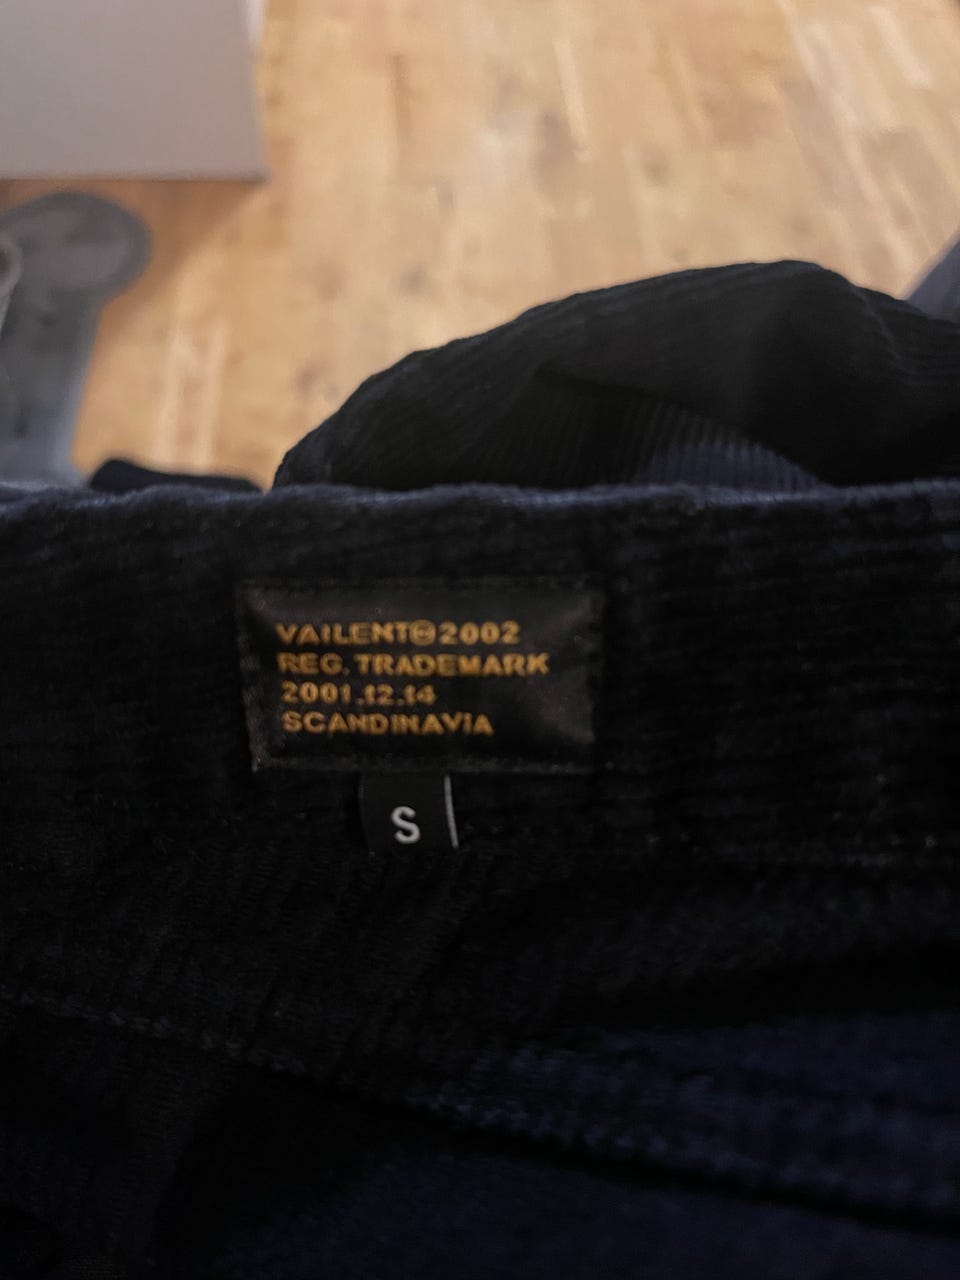 VAILENT® 2002
REG. TRADEMARK
2001.12.14
SCANDINAVIA
S